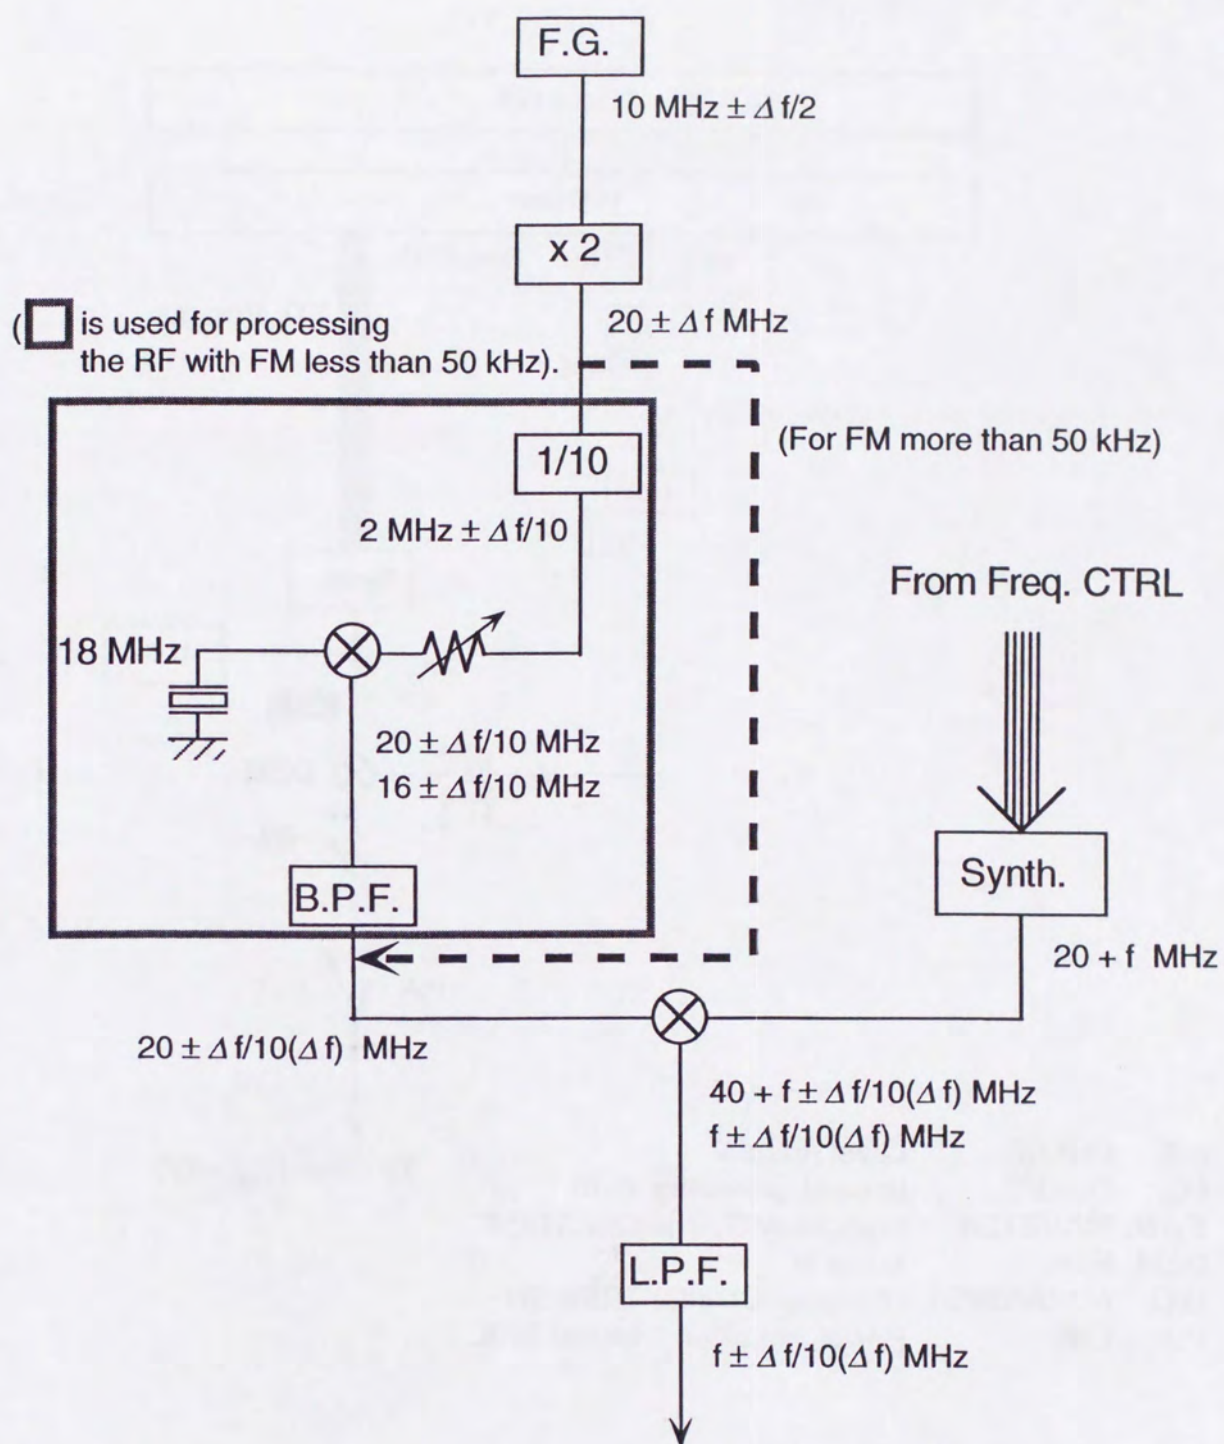 F.G.
10 MHz ± Δf/2
x 2
20 ± Δf MHz
( is used for processing
the RF with FM less than 50 kHz).
(For FM more than 50 kHz)
1/10
2 MHz ± Δf/10
From Freq. CTRL
18 MHz
20 ± Δf/10 MHz
16 ± Δf/10 MHz
B.P.F.
Synth.
20 + f MHz
20 ± Δf/10(Δf) MHz
40 + f ± Δf/10(Δf) MHz
f ± Δf/10(Δf) MHz
L.P.F.
f ± Δf/10(Δf) MHz